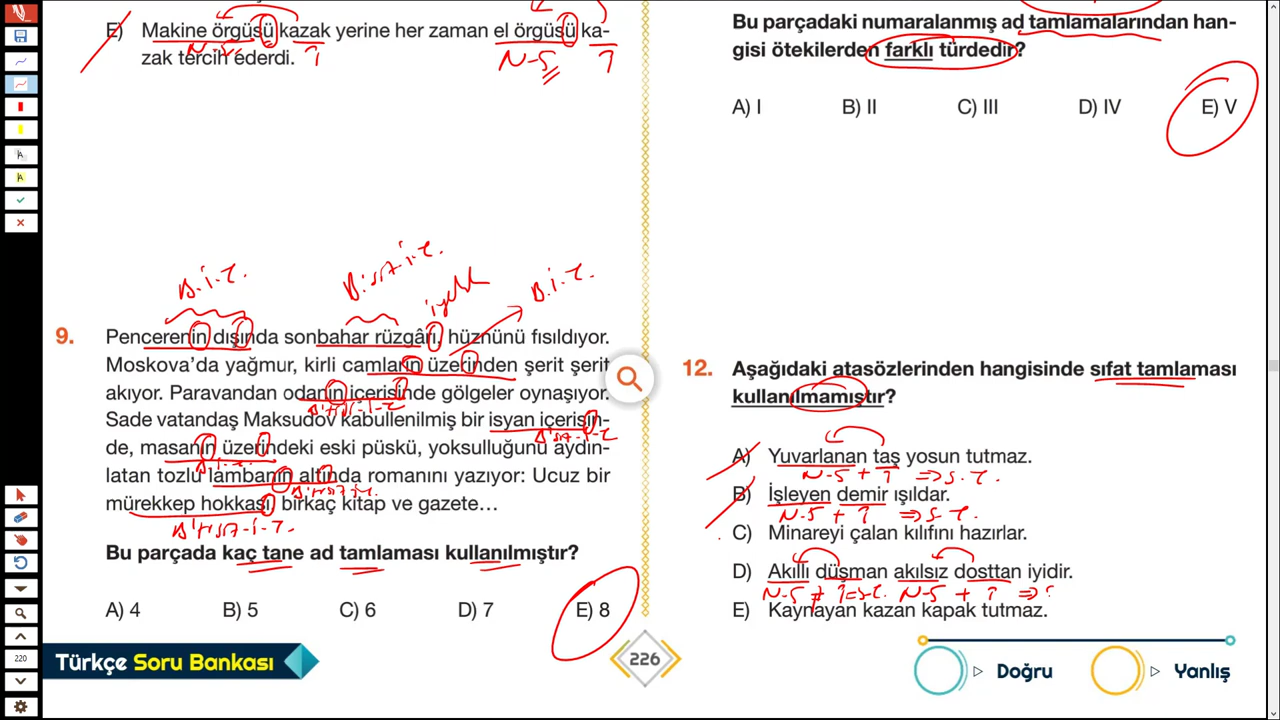 E) Makine örgüsü kazak yerine her zaman el örgüsü ka-
zak tercih ederdi.
N-S
?
N-S
?
B.i.t.
iyelik
B.i.t.
9. Pencerenin dışında sonbahar rüzgârı, hüznünü fısıldıyor.
Moskova’da yağmur, kirli camların üzerinden şerit şerit
akıyor. Paravandan odanın içerisinde gölgeler oynaşıyor.
Sade vatandaş Maksudov kabullenilmiş bir isyan içerisin-
de, masanın üzerindeki eski püskü, yoksulluğunu aydın-
latan tozlu lambanın altında romanını yazıyor: Ucuz bir
mürekkep hokkası, birkaç kitap ve gazete...
Bu parçada kaç tane ad tamlaması kullanılmıştır?
A) 4 B) 5 C) 6 D) 7 E) 8
Türkçe Soru Bankası
226
Bu parçadaki numaralanmış ad tamlamalarından han-
gisi ötekilerden farklı türdedir?
A) I B) II C) III D) IV E) V
12. Aşağıdaki atasözlerinden hangisinde sıfat tamlaması
kullanılmamıştır?
A) Yuvarlanan taş yosun tutmaz.
N-S + ? => S.t.
B) İşleyen demir ışıldar.
N-S + ? => S.t.
C) Minareyi çalan kılıfını hazırlar.
D) Akıllı düşman akılsız dosttan iyidir.
N-S + ? => S.t. N-S + ? => S
E) Kaynayan kazan kapak tutmaz.
Doğru
Yanlış
220